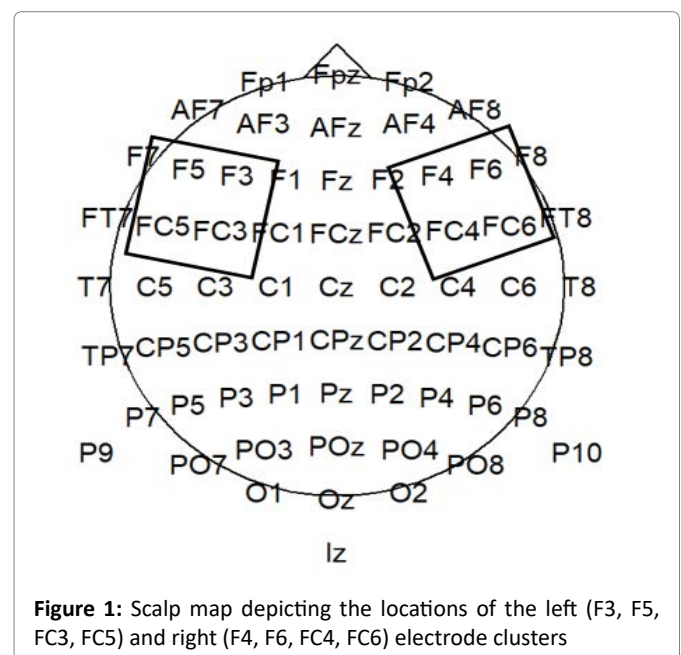 Fp1 Fpz Fp2
AF7 AF3 AFz AF4 AF8
F7 F5 F3 F1 Fz F2 F4 F6 F8
FT7 FC5 FC3 FC1 FCz FC2 FC4 FC6 FT8
T7 C5 C3 C1 Cz C2 C4 C6 T8
TP7 CP5 CP3 CP1 CPz CP2 CP4 CP6 TP8
P7 P5 P3 P1 Pz P2 P4 P6 P8
P9 PO7 PO3 POz PO4 PO8 P10
O1 Oz O2
Iz
Figure 1: Scalp map depicting the locations of the left (F3, F5,
FC3, FC5) and right (F4, F6, FC4, FC6) electrode clusters